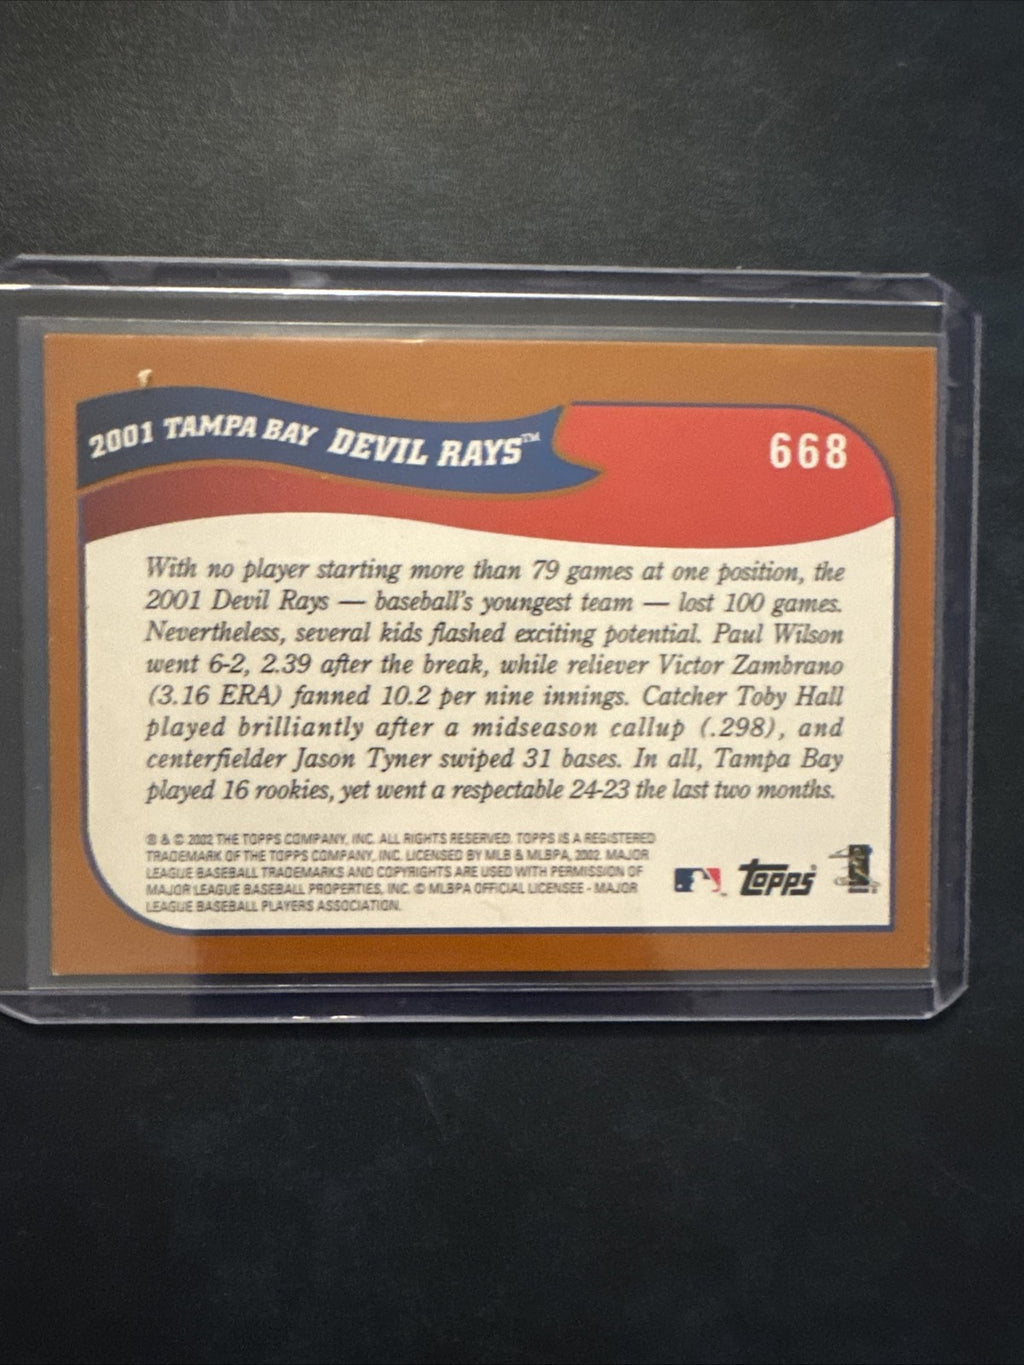 2001 TAMPA BAY DEVIL RAYS™
668
With no player starting more than 79 games at one position, the
2001 Devil Rays — baseball's youngest team — lost 100 games.
Nevertheless, several kids flashed exciting potential. Paul Wilson
went 6-2, 2.39 after the break, while reliever Victor Zambrano
(3.16 ERA) fanned 10.2 per nine innings. Catcher Toby Hall
played brilliantly after a midseason callup (.298), and
centerfielder Jason Tyner swiped 31 bases. In all, Tampa Bay
played 16 rookies, yet went a respectable 24-23 the last two months.
® & © 2002 THE TOPPS COMPANY, INC. ALL RIGHTS RESERVED. TOPPS IS A REGISTERED
TRADEMARK OF THE TOPPS COMPANY, INC. LICENSED BY MLB & MLBPA, 2002. MAJOR
LEAGUE BASEBALL TRADEMARKS AND COPYRIGHTS ARE USED WITH PERMISSION OF
MAJOR LEAGUE BASEBALL PROPERTIES, INC. © MLBPA OFFICIAL LICENSEE - MAJOR
LEAGUE BASEBALL PLAYERS ASSOCIATION.
Topps®